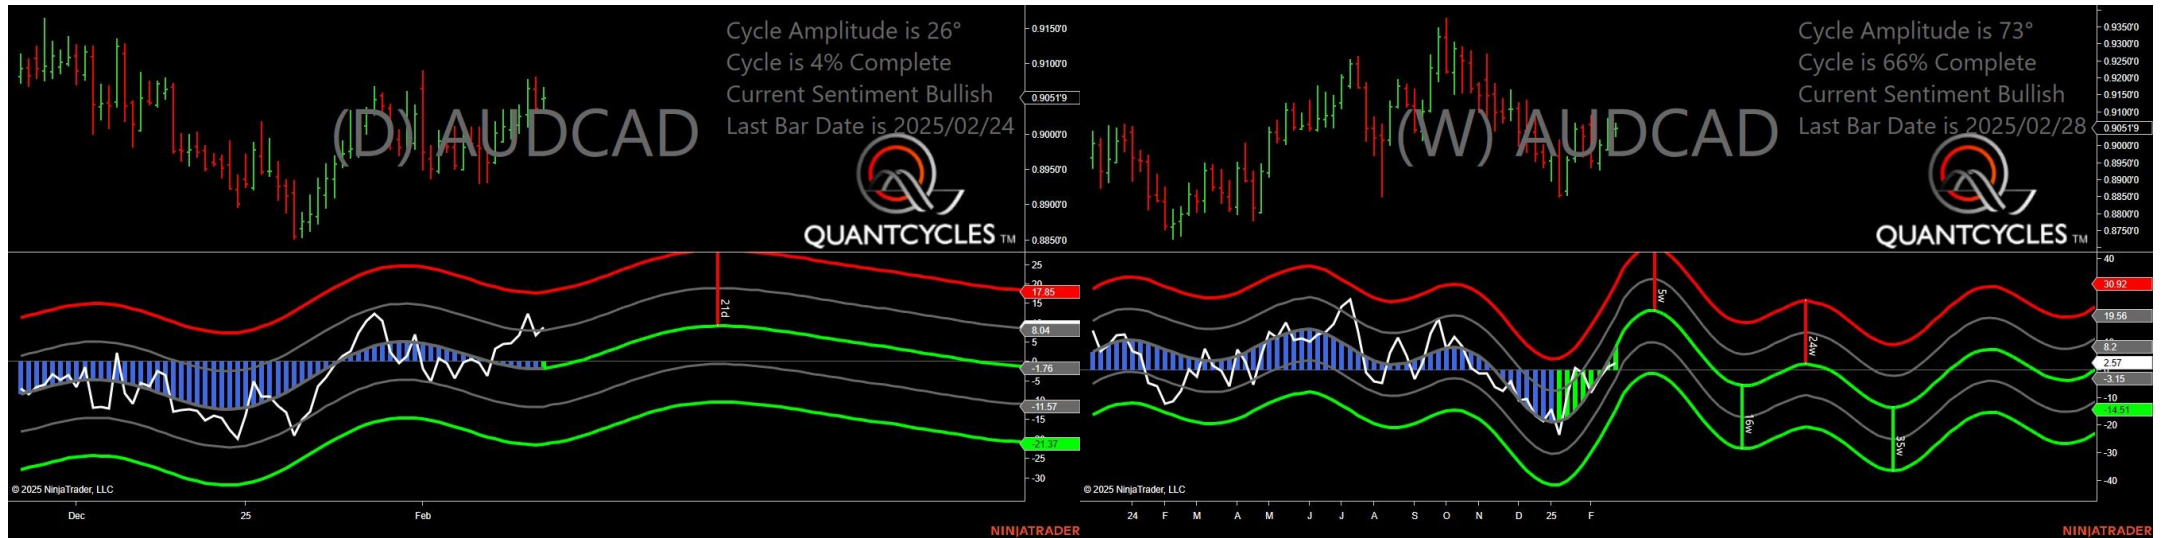 Cycle Amplitude is 26°
Cycle is 4% Complete
Current Sentiment Bullish
Last Bar Date is 2025/02/24
(D) AUDCAD
QUANTCYCLES TM
0.9150'0
0.9100'0
0.9051'9
0.9000'0
0.8950'0
0.8900'0
0.8850'0
21d
25
17.85
15
8.04
5
-1.76
-5
-11.57
-15
-21.37
-25
-30
© 2025 NinjaTrader, LLC
Dec 25 Feb
NINJATRADER
Cycle Amplitude is 73°
Cycle is 66% Complete
Current Sentiment Bullish
Last Bar Date is 2025/02/28
(W) AUDCAD
QUANTCYCLES TM
0.9350'0
0.9300'0
0.9250'0
0.9200'0
0.9150'0
0.9100'0
0.9051'9
0.9000'0
0.8950'0
0.8900'0
0.8850'0
0.8800'0
0.8750'0
5w
24w
16w
35w
40
30.92
19.56
8.2
2.57
-3.15
-10
-14.51
-20
-30
-40
© 2025 NinjaTrader, LLC
24 F M A M J J A S O N D 25 F
NINJATRADER